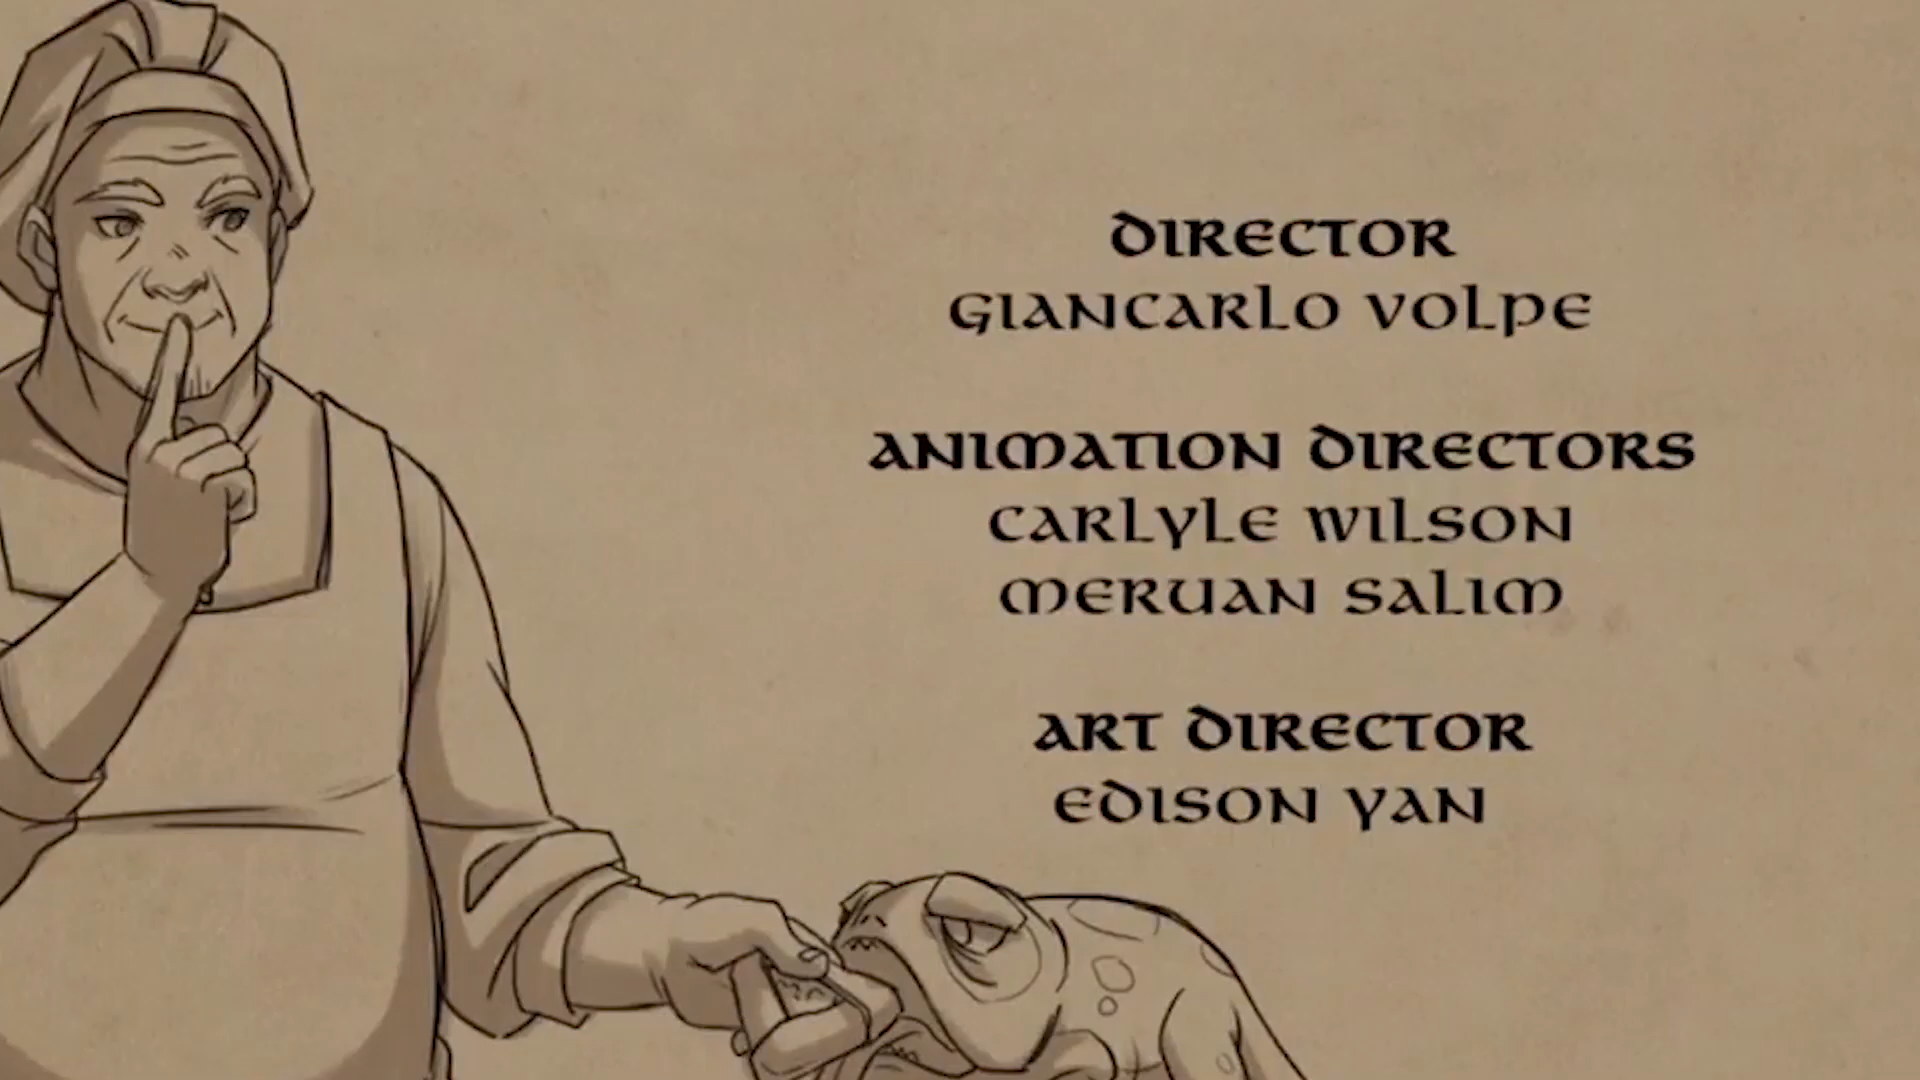 DIRECTOR
GIANCARLO VOLPE
ANIMATION DIRECTORS
CARLYLE WILSON
MERUAN SALIM
ART DIRECTOR
EDISON YAN